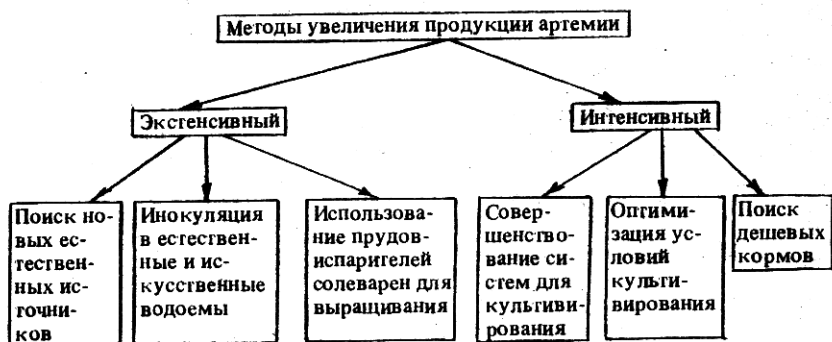 Методы увеличения продукции артемии
Экстенсивный
Интенсивный
Поиск но-
вых ес-
тествен-
ных ис-
точни-
ков
Инокуляция
в естествен-
ные и ис-
кусственные
водоемы
Использова-
ние прудов-
испарителей
солеварен для
выращивания
Совер-
шенство-
вание си-
стем для
культиви-
рования
Оптими-
зация ус-
ловий
культи-
вирования
Поиск
дешевых
кормов